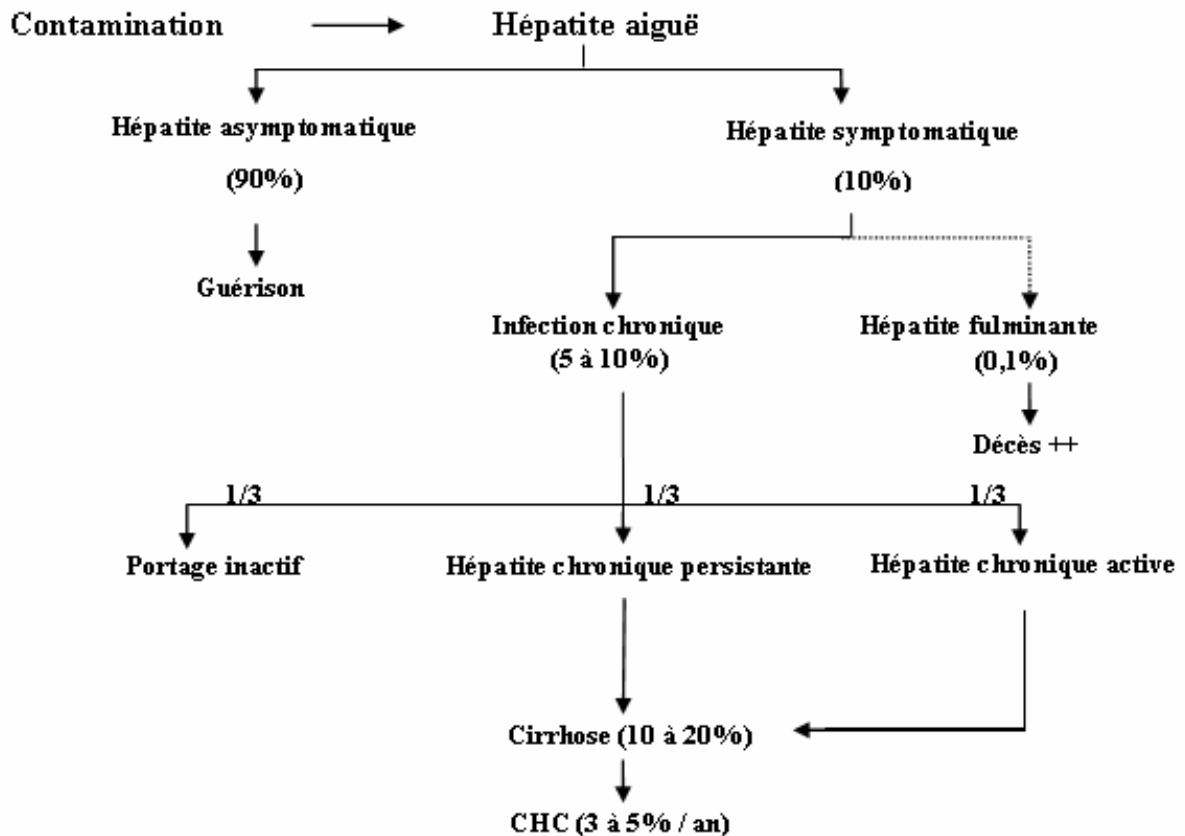 Contamination
Hépatite aiguë
Hépatite asymptomatique
(90%)
Hépatite symptomatique
(10%)
Guérison
Infection chronique
(5 à 10%)
Hépatite fulminante
(0,1%)
Décès ++
1/3
1/3
1/3
Portage inactif
Hépatite chronique persistante
Hépatite chronique active
Cirrhose (10 à 20%)
CHC (3 à 5% / an)